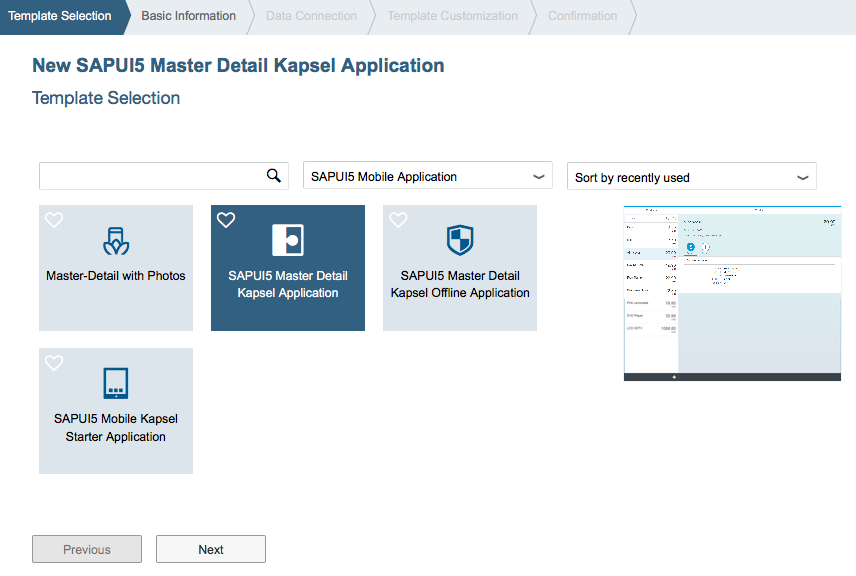 Template Selection
Basic Information
Data Connection
Template Customization
Confirmation
New SAPUI5 Master Detail Kapsel Application
Template Selection
SAPUI5 Mobile Application
Sort by recently used
Master-Detail with Photos
SAPUI5 Master Detail
Kapsel Application
SAPUI5 Master Detail
Kapsel Offline Application
SAPUI5 Mobile Kapsel
Starter Application
Previous
Next